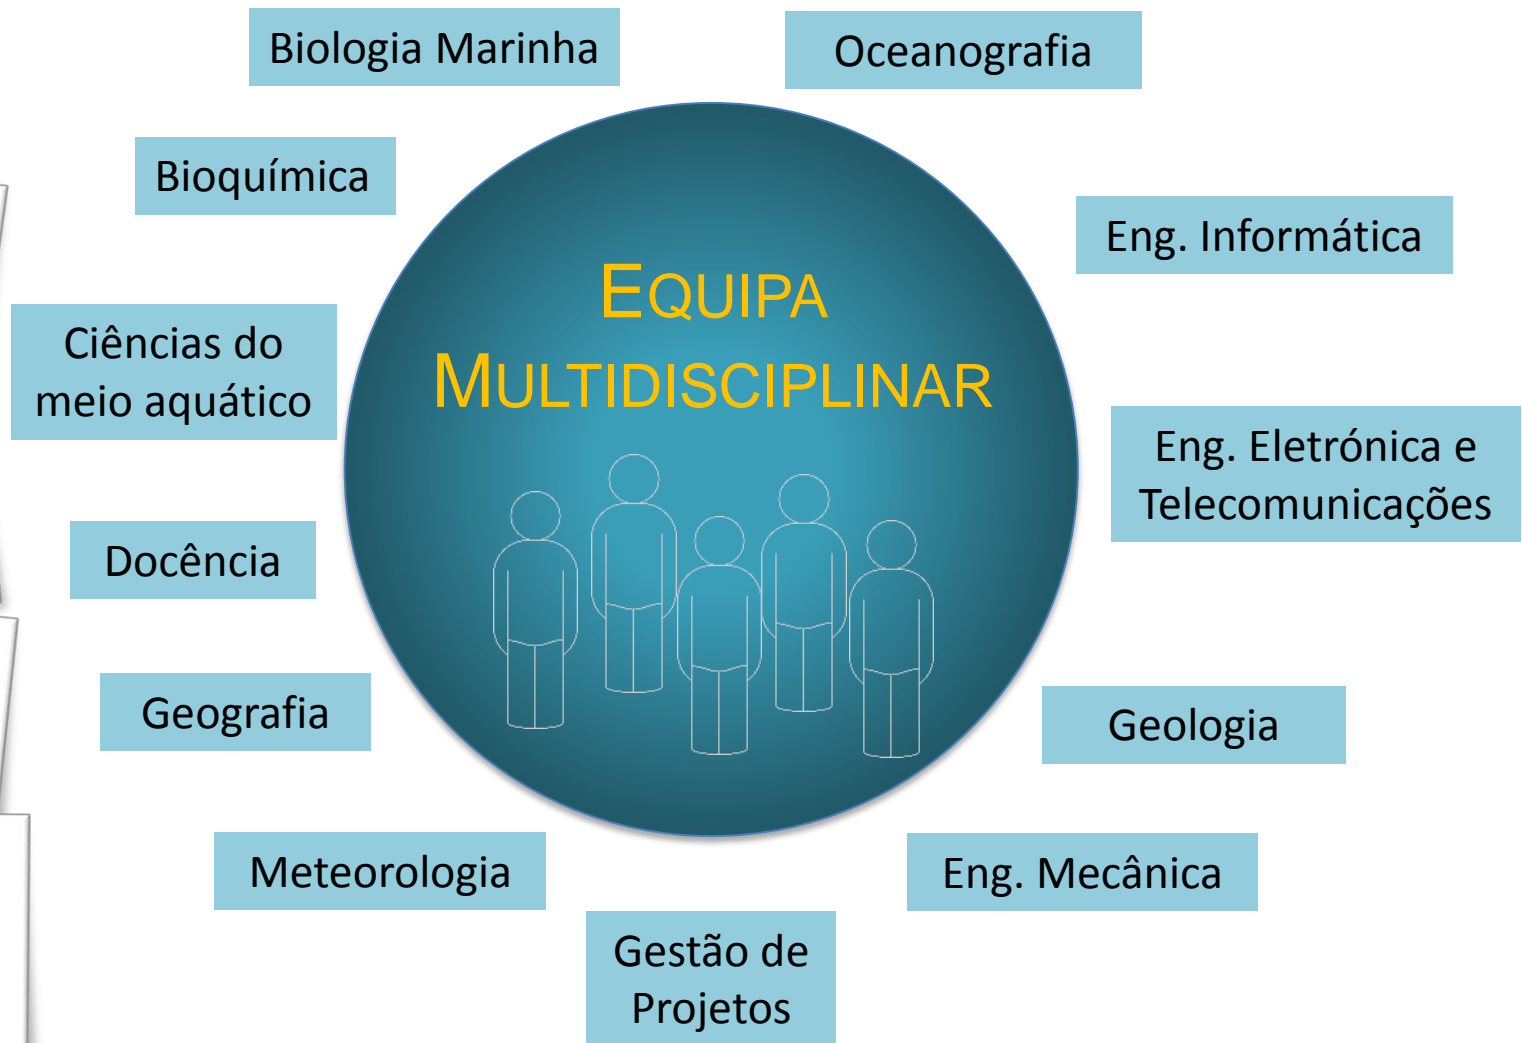 Biologia Marinha
Oceanografia
Bioquímica
Eng. Informática
EQUIPA
MULTIDISCIPLINAR
Ciências do
meio aquático
Eng. Eletrónica e
Telecomunicações
Docência
Geografia
Geologia
Meteorologia
Eng. Mecânica
Gestão de
Projetos